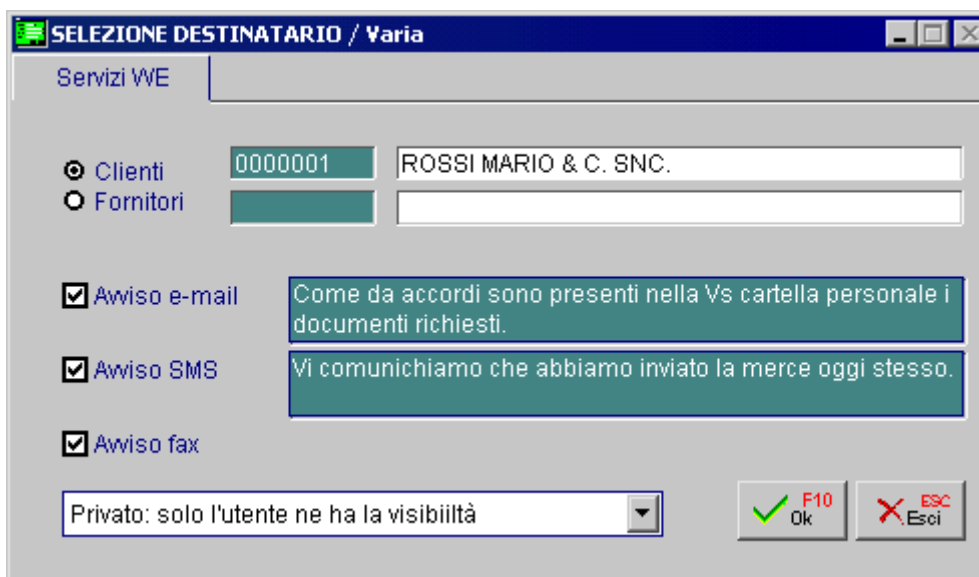 SELEZIONE DESTINATARIO / Varia
Servizi WE
Clienti 0000001 ROSSI MARIO & C. SNC.
Fornitori
Avviso e-mail Come da accordi sono presenti nella Vs cartella personale i
documenti richiesti.
Avviso SMS Vi comunichiamo che abbiamo inviato la merce oggi stesso.
Avviso fax
Privato: solo l'utente ne ha la visibiiltà
F10
Ok
ESC
Esci